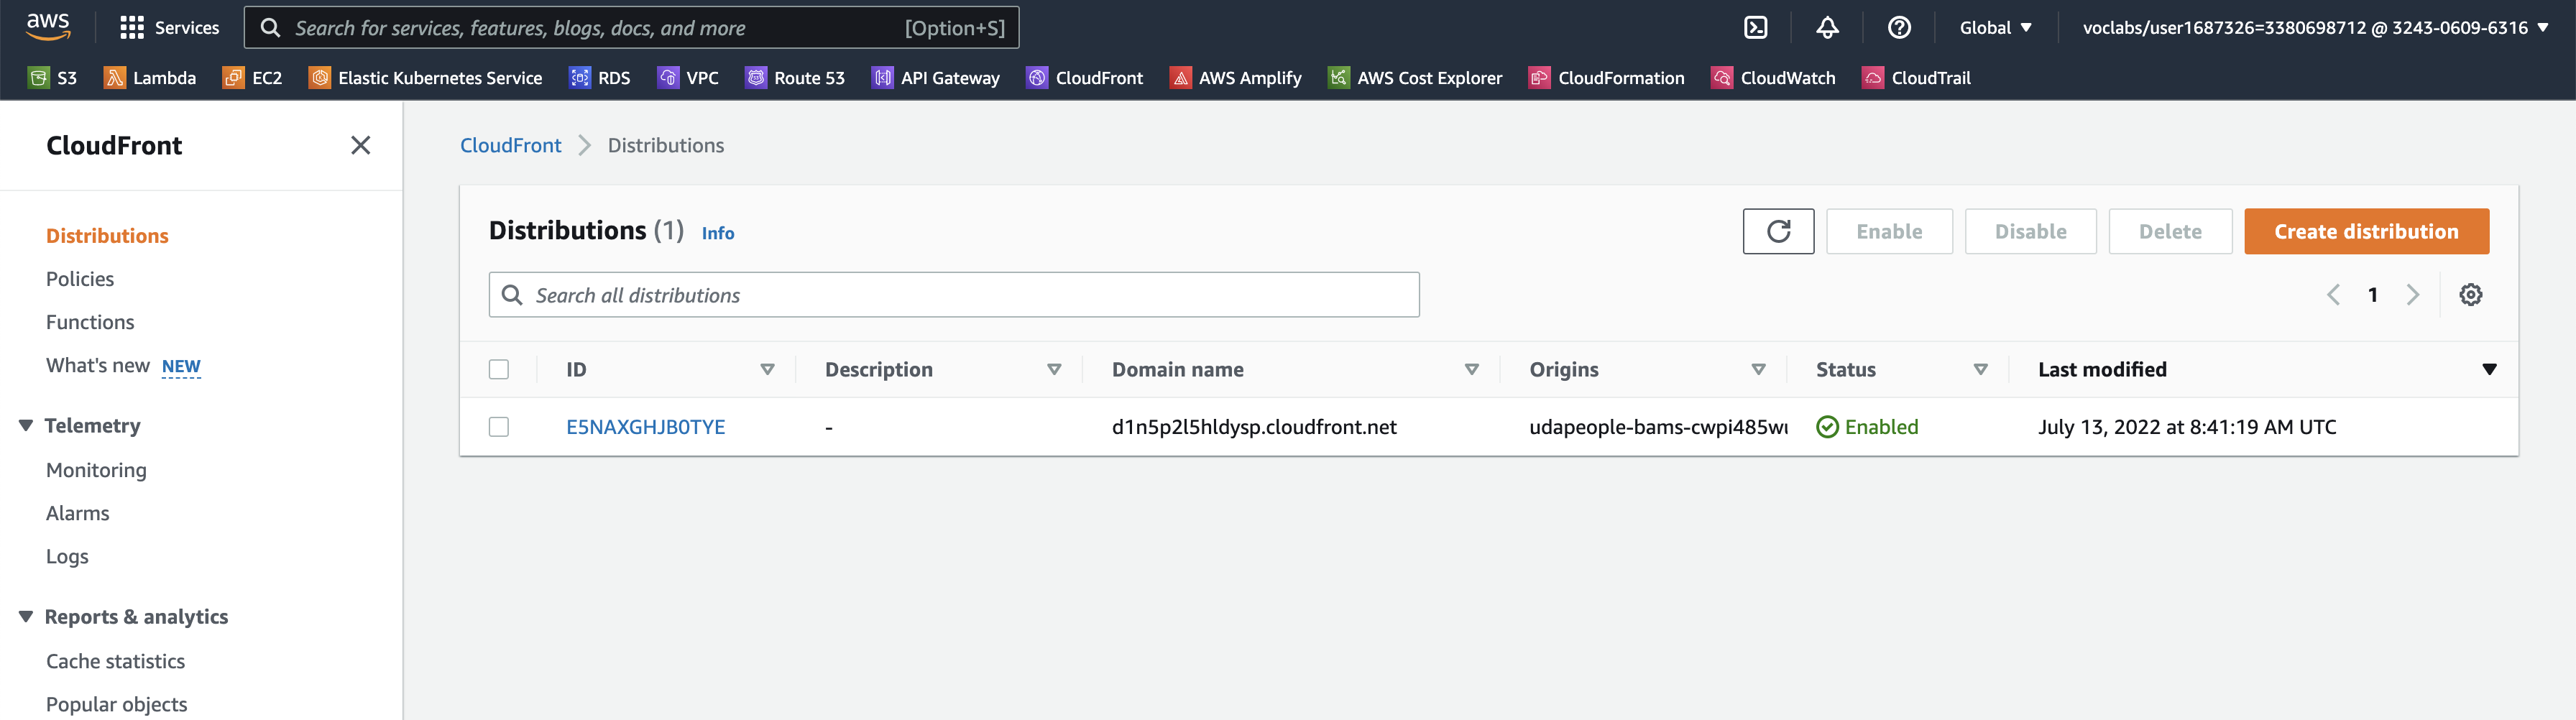 aws Services Search for services, features, blogs, docs, and more [Option+S] Global voclabs/user1687326=3380698712 @ 3243-0609-6316
S3 Lambda EC2 Elastic Kubernetes Service RDS VPC Route 53 API Gateway CloudFront AWS Amplify AWS Cost Explorer CloudFormation CloudWatch CloudTrail
CloudFront
Distributions
Policies
Functions
What's new NEW
Telemetry
Monitoring
Alarms
Logs
Reports & analytics
Cache statistics
Popular objects
CloudFront Distributions
Distributions (1) Info Enable Disable Delete Create distribution
Search all distributions 1
ID Description Domain name Origins Status Last modified
E5NAXGHJB0TYE - d1n5p2l5hldysp.cloudfront.net udapeople-bams-cwpi485w Enabled July 13, 2022 at 8:41:19 AM UTC